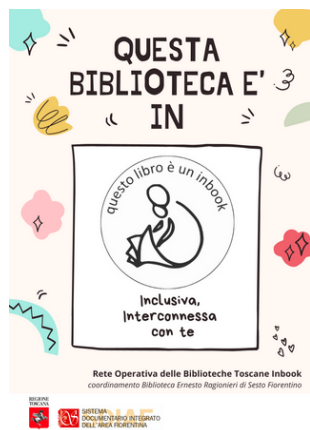 QUESTA
BIBLIOTECA E'
IN
questo libro è un inbook
Inclusiva,
Interconnessa
con te
Rete Operativa delle Biblioteche Toscane Inbook
coordinamento Biblioteca Ernesto Ragionieri di Sesto Fiorentino
REGIONE
TOSCANA
SISTEMA
DOCUMENTARIO INTEGRATO
DELL'AREA FIORENTINA